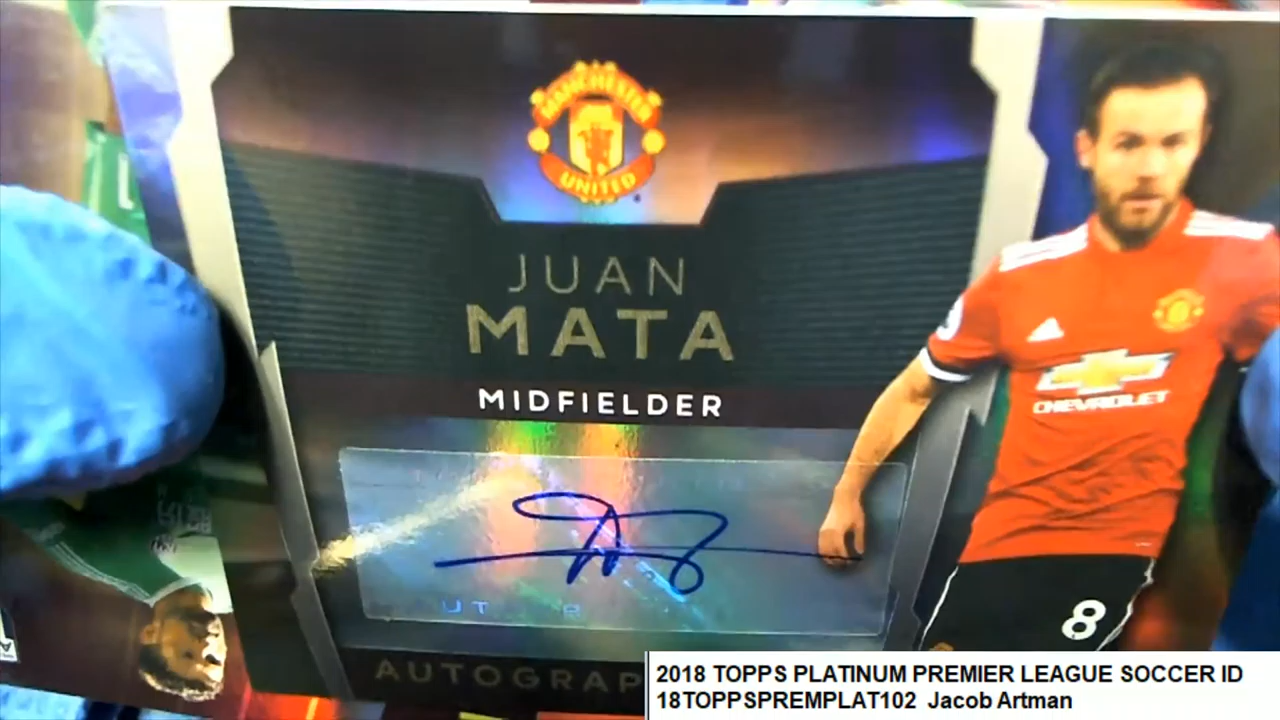 MANCHESTER
UNITED
JUAN
MATA
MIDFIELDER
CHEVROLET
8
AUTOGRAP
2018 TOPPS PLATINUM PREMIER LEAGUE SOCCER ID
18TOPPSPREMPLAT102 Jacob Artman